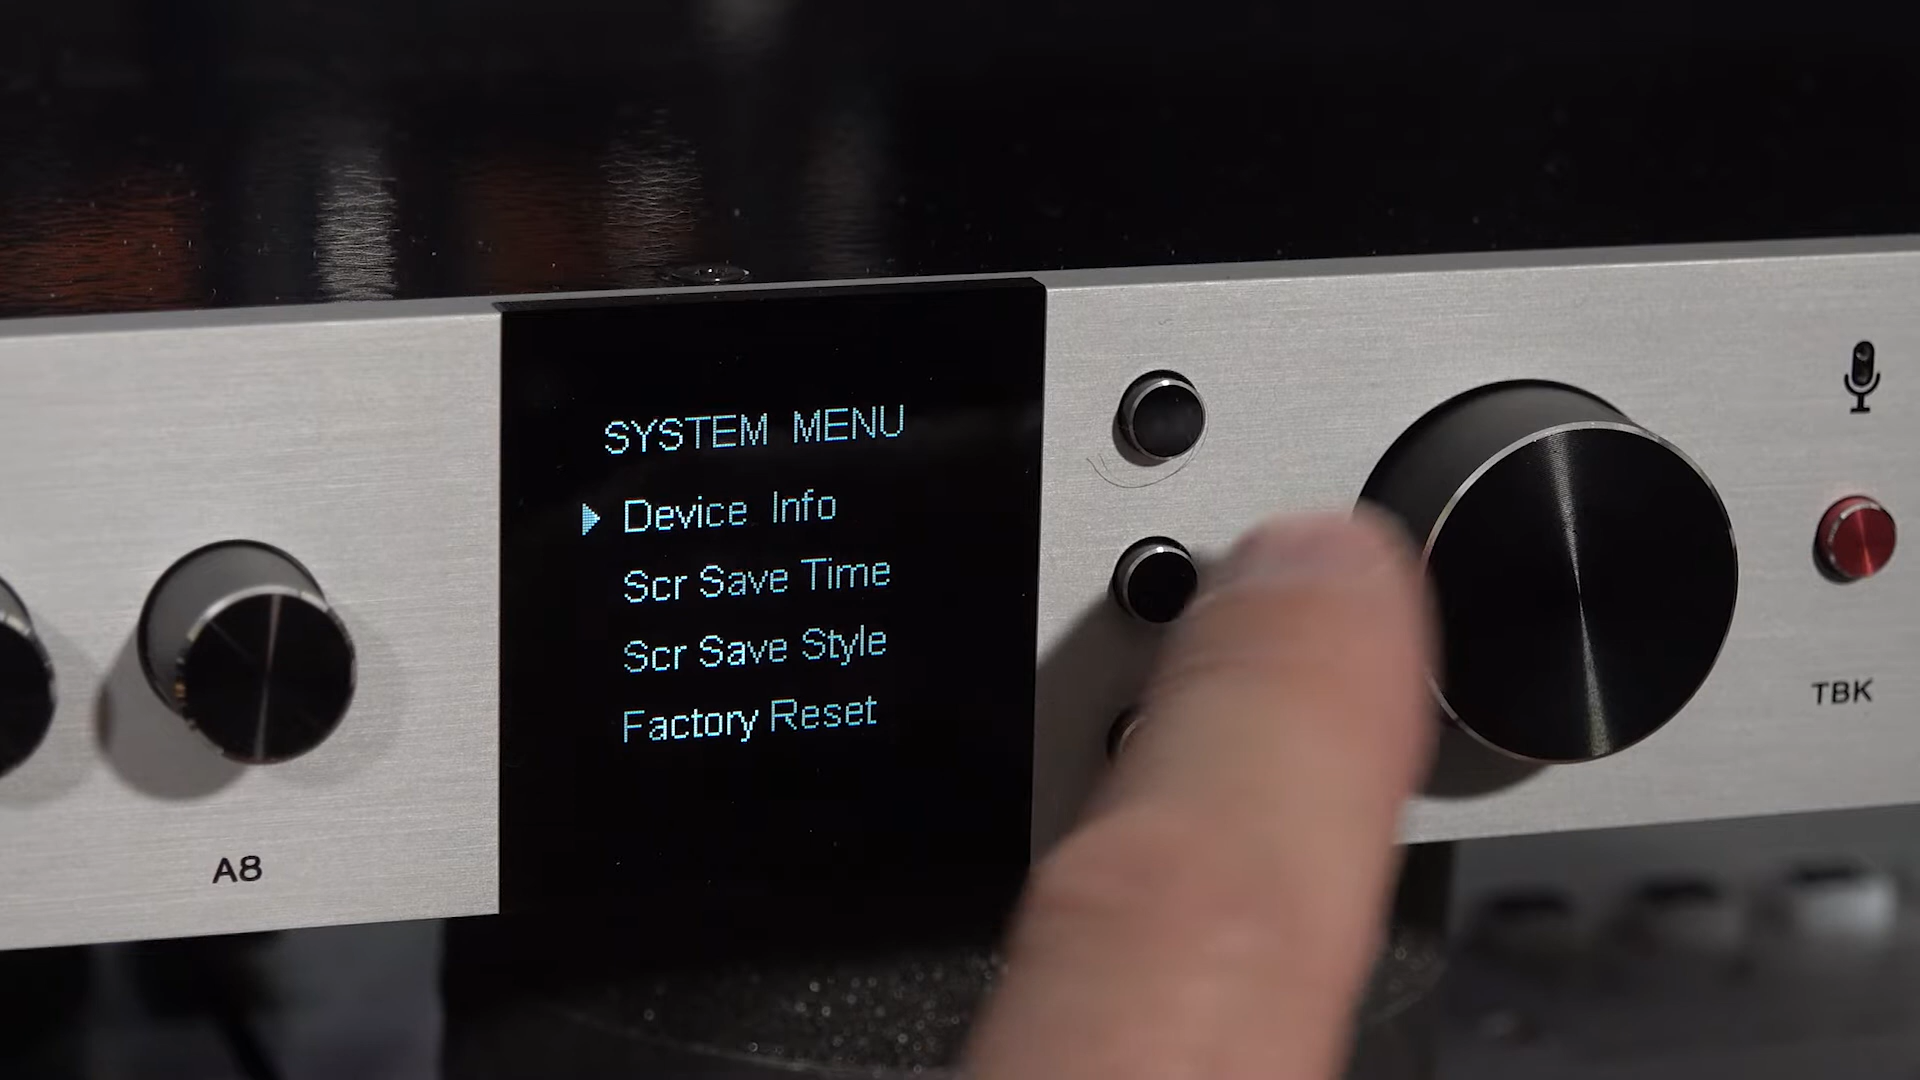 SYSTEM MENU
Device Info
Scr Save Time
Scr Save Style
Factory Reset
A8
TBK